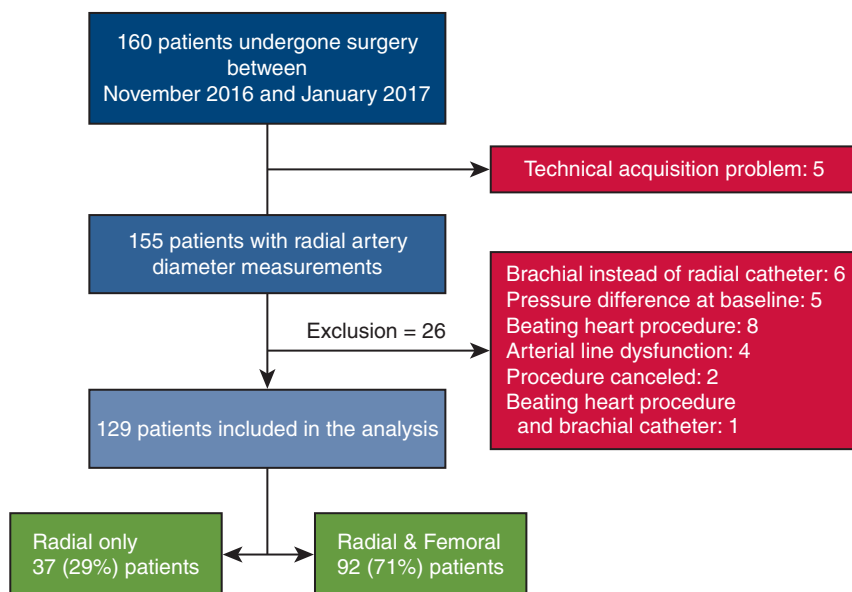 160 patients undergone surgery
between
November 2016 and January 2017
Technical acquisition problem: 5
155 patients with radial artery
diameter measurements
Exclusion = 26
Brachial instead of radial catheter: 6
Pressure difference at baseline: 5
Beating heart procedure: 8
Arterial line dysfunction: 4
Procedure canceled: 2
Beating heart procedure
and brachial catheter: 1
129 patients included in the analysis
Radial only
37 (29%) patients
Radial & Femoral
92 (71%) patients